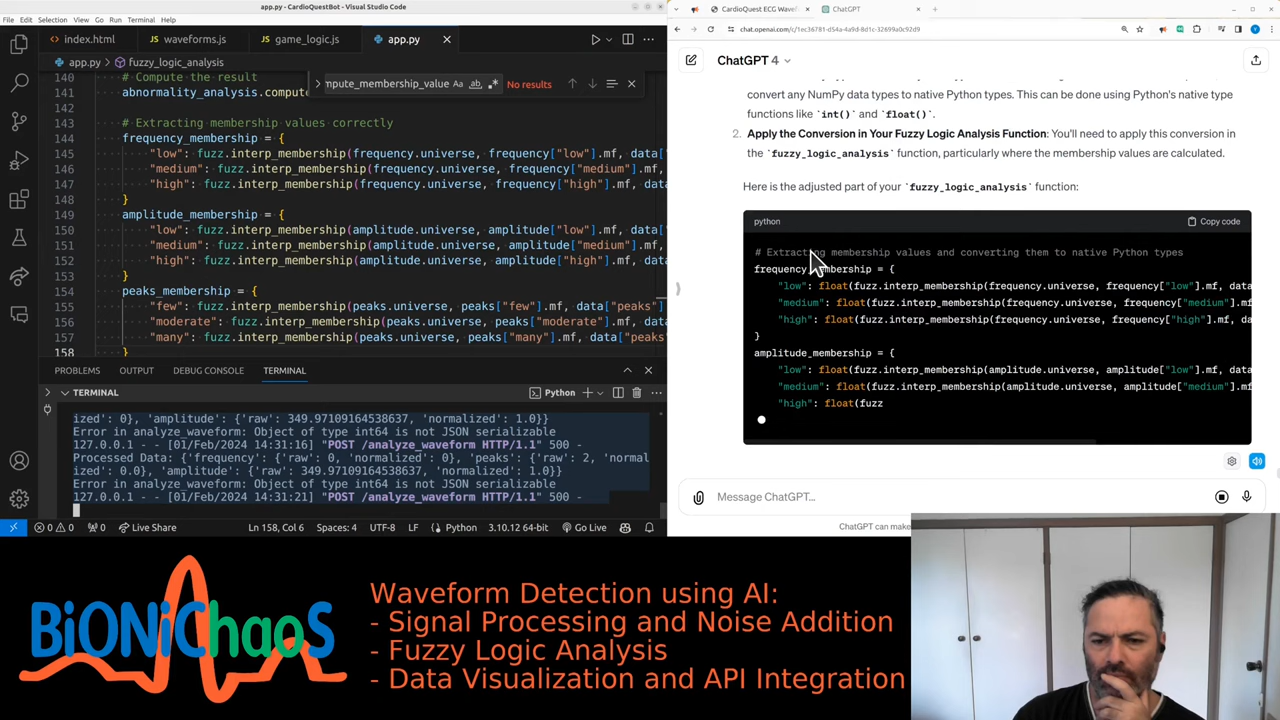 app.py - CardioQuestBot - Visual Studio Code
File Edit Selection View Go Run Terminal Help
index.html
waveforms.js
game_logic.js
app.py
app.py > fuzzy_logic_analysis
mpute_membership_value
No results
140 # Compute the result
141 abnormality_analysis.comput
142
143 # Extracting membership values correctly
144 frequency_membership = {
145 "low": fuzz.interp_membership(frequency.universe, frequency["low"].mf, data[
146 "medium": fuzz.interp_membership(frequency.universe, frequency["medium"].mf,
147 "high": fuzz.interp_membership(frequency.universe, frequency["high"].mf, dat
148 }
149 amplitude_membership = {
150 "low": fuzz.interp_membership(amplitude.universe, amplitude["low"].mf, data[
151 "medium": fuzz.interp_membership(amplitude.universe, amplitude["medium"].mf,
152 "high": fuzz.interp_membership(amplitude.universe, amplitude["high"].mf, dat
153 }
154 peaks_membership = {
155 "few": fuzz.interp_membership(peaks.universe, peaks["few"].mf, data["peaks"]
156 "moderate": fuzz.interp_membership(peaks.universe, peaks["moderate"].mf, dat
157 "many": fuzz.interp_membership(peaks.universe, peaks["many"].mf, data["peaks
158 }
PROBLEMS OUTPUT DEBUG CONSOLE TERMINAL
TERMINAL
Python
ized': 0}, 'amplitude': {'raw': 349.97109164538637, 'normalized': 1.0}}
Error in analyze_waveform: Object of type int64 is not JSON serializable
127.0.0.1 - - [01/Feb/2024 14:31:16] "POST /analyze_waveform HTTP/1.1" 500 -
Processed Data: {'frequency': {'raw': 0, 'normalized': 0}, 'peaks': {'raw': 2, 'normal
ized': 0.0}, 'amplitude': {'raw': 349.97109164538637, 'normalized': 1.0}}
Error in analyze_waveform: Object of type int64 is not JSON serializable
127.0.0.1 - - [01/Feb/2024 14:31:21] "POST /analyze_waveform HTTP/1.1" 500 -
0 0 0 Live Share Ln 158, Col 6 Spaces: 4 UTF-8 LF Python 3.10.12 64-bit Go Live
CardioQuest ECG Wavef
ChatGPT
chat.openai.com/c/1ec36781-d54a-4a9d-8d1c-32699a0c92d9
ChatGPT 4
convert any NumPy data types to native Python types. This can be done using Python's native type
functions like `int()` and `float()`.
2. Apply the Conversion in Your Fuzzy Logic Analysis Function: You'll need to apply this conversion in
the `fuzzy_logic_analysis` function, particularly where the membership values are calculated.
Here is the adjusted part of your `fuzzy_logic_analysis` function:
python
Copy code
# Extracting membership values and converting them to native Python types
frequency_membership = {
"low": float(fuzz.interp_membership(frequency.universe, frequency["low"].mf, data
"medium": float(fuzz.interp_membership(frequency.universe, frequency["medium"].mf
"high": float(fuzz.interp_membership(frequency.universe, frequency["high"].mf, da
}
amplitude_membership = {
"low": float(fuzz.interp_membership(amplitude.universe, amplitude["low"].mf, data
"medium": float(fuzz.interp_membership(amplitude.universe, amplitude["medium"].mf
"high": float(fuzz
Message ChatGPT...
ChatGPT can make
BiONiChaoS
Waveform Detection using AI:
- Signal Processing and Noise Addition
- Fuzzy Logic Analysis
- Data Visualization and API Integration